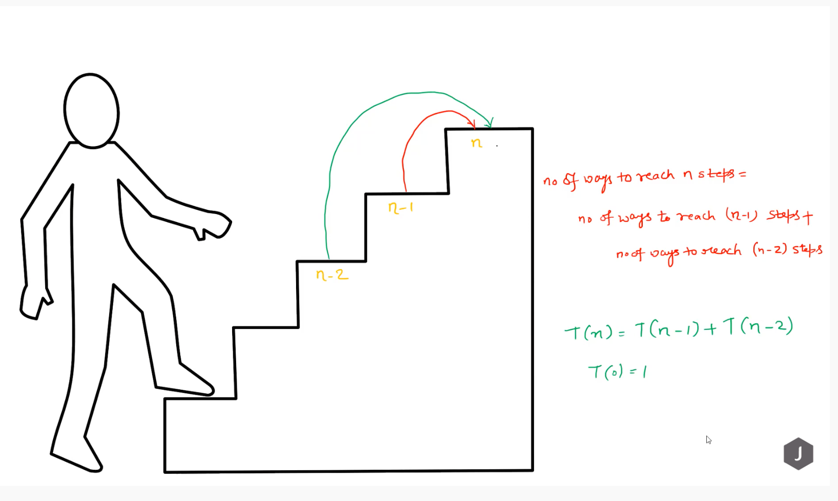 n
n-1
n-2
no of ways to reach n steps =
no of ways to reach (n-1) steps +
no of ways to reach (n-2) steps
T(n) = T(n-1) + T(n-2)
T(0) = 1
J